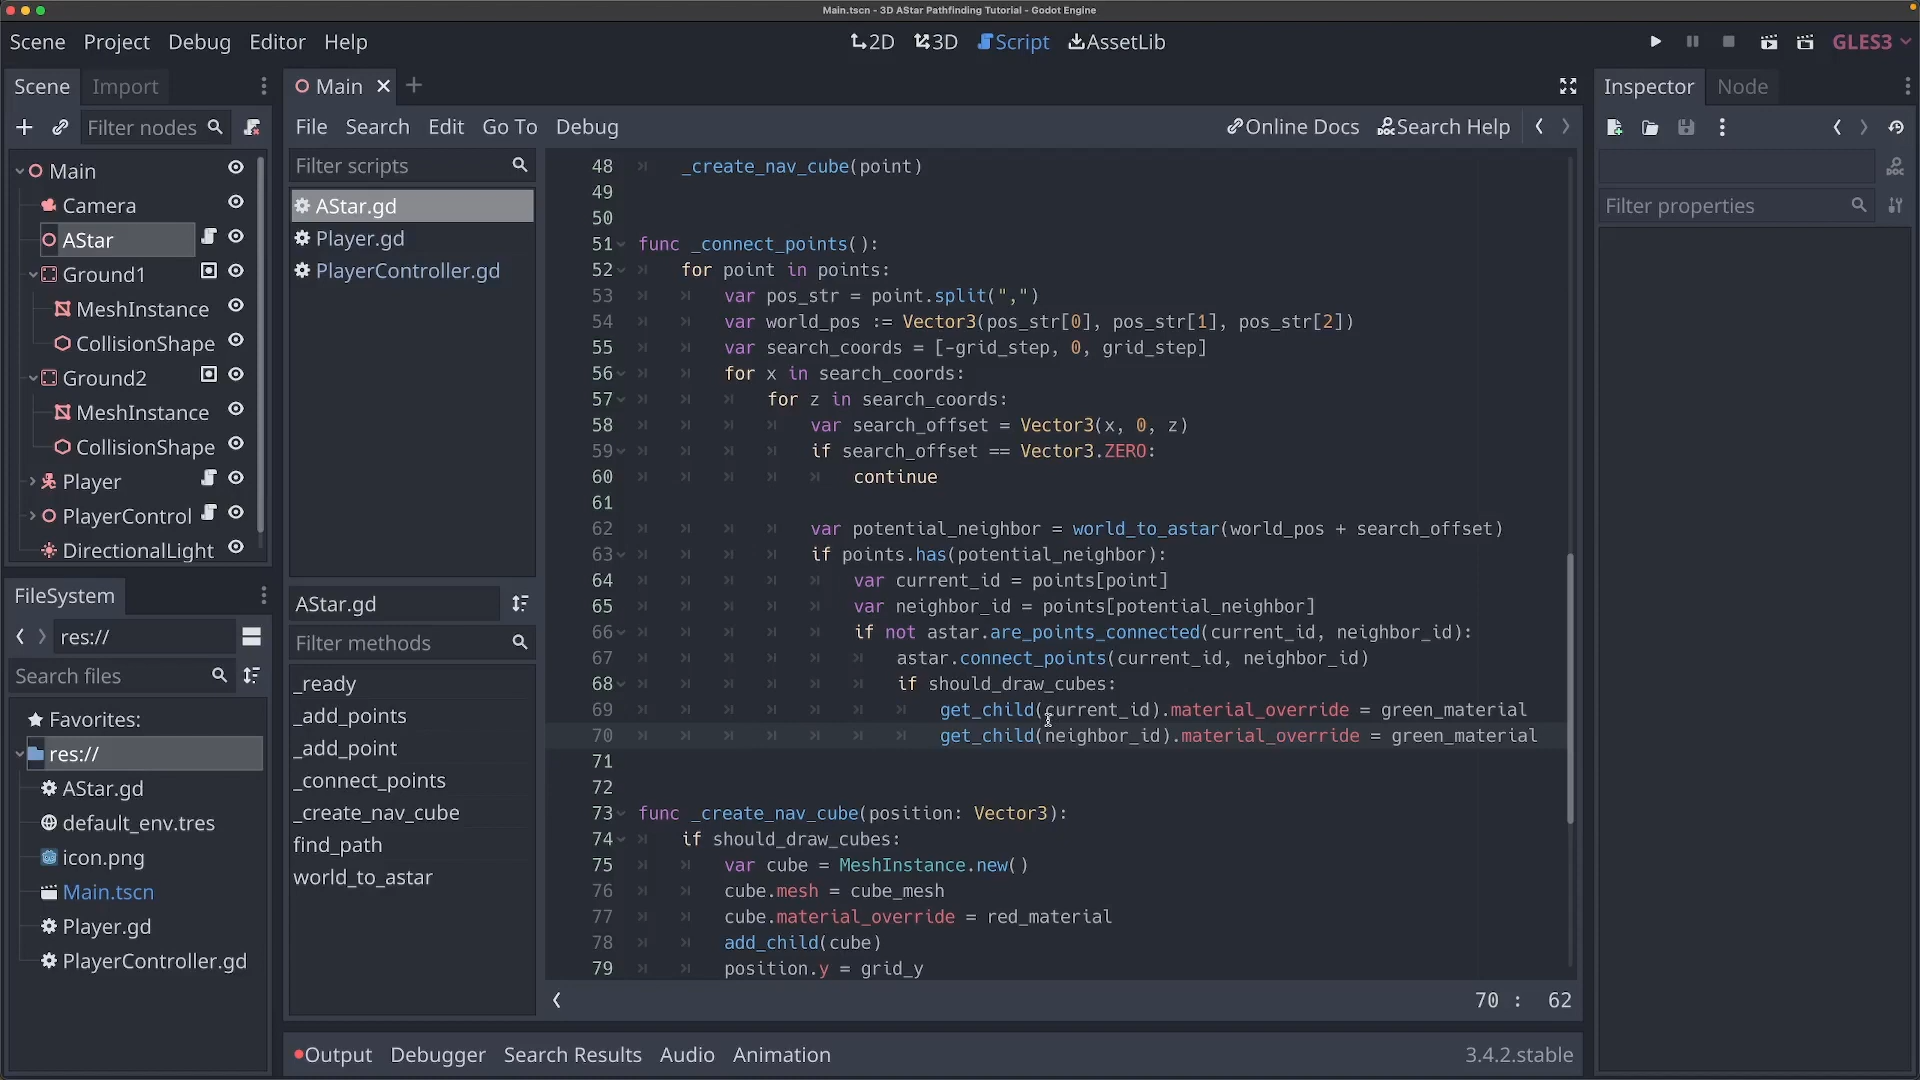 Main.tscn - 3D AStar Pathfinding Tutorial - Godot Engine
Scene Project Debug Editor Help
2D 3D Script AssetLib
GLES3
Scene Import
Filter nodes
Main
Camera
AStar
Ground1
MeshInstance
CollisionShape
Ground2
MeshInstance
CollisionShape
Player
PlayerControl
DirectionalLight
FileSystem
res://
Search files
Favorites:
res://
AStar.gd
default_env.tres
icon.png
Main.tscn
Player.gd
PlayerController.gd
Main
File Search Edit Go To Debug
Online Docs Search Help
Filter scripts
AStar.gd
Player.gd
PlayerController.gd
AStar.gd
Filter methods
_ready
_add_points
_add_point
_connect_points
_create_nav_cube
find_path
world_to_astar
48 _create_nav_cube(point)
49
50
51 func _connect_points():
52 for point in points:
53 var pos_str = point.split(",")
54 var world_pos := Vector3(pos_str[0], pos_str[1], pos_str[2])
55 var search_coords = [-grid_step, 0, grid_step]
56 for x in search_coords:
57 for z in search_coords:
58 var search_offset = Vector3(x, 0, z)
59 if search_offset == Vector3.ZERO:
60 continue
61
62 var potential_neighbor = world_to_astar(world_pos + search_offset)
63 if points.has(potential_neighbor):
64 var current_id = points[point]
65 var neighbor_id = points[potential_neighbor]
66 if not astar.are_points_connected(current_id, neighbor_id):
67 astar.connect_points(current_id, neighbor_id)
68 if should_draw_cubes:
69 get_child(current_id).material_override = green_material
70 get_child(neighbor_id).material_override = green_material
71
72
73 func _create_nav_cube(position: Vector3):
74 if should_draw_cubes:
75 var cube = MeshInstance.new()
76 cube.mesh = cube_mesh
77 cube.material_override = red_material
78 add_child(cube)
79 position.y = grid_y
70 : 62
Output Debugger Search Results Audio Animation
3.4.2.stable
Inspector Node
DOC
Filter properties